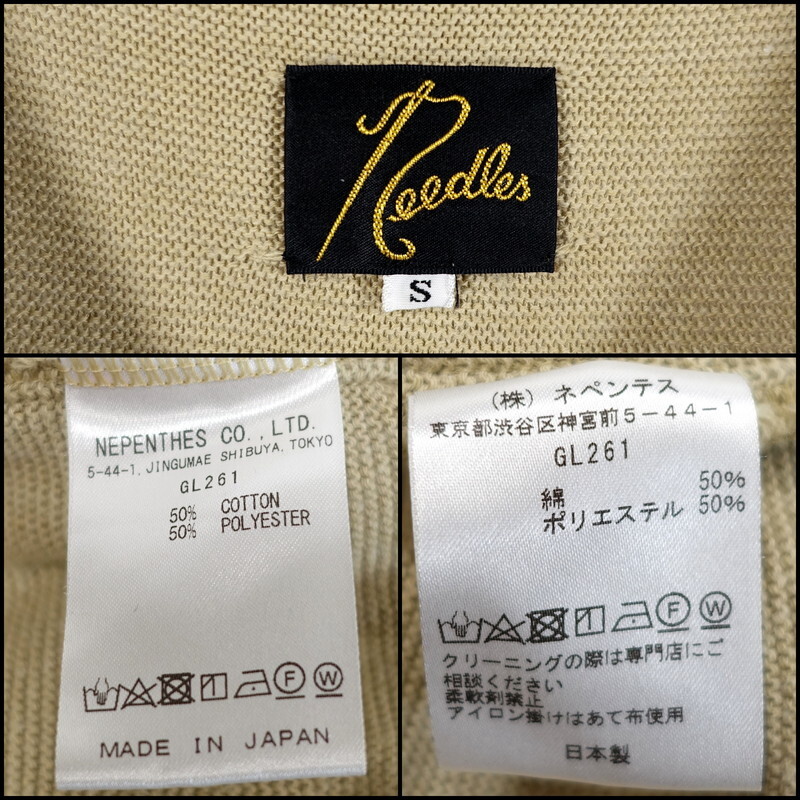 Needles
S
NEPENTHES CO.,LTD.
5-44-1, JINGUMAE SHIBUYA, TOKYO
GL261
50% COTTON
50% POLYESTER
F W
MADE IN JAPAN
(株) ネペンテス
東京都渋谷区神宮前5-44-1
GL261
綿 50%
ポリエステル 50%
F W
クリーニングの際は専門店にご
相談ください
柔軟剤禁止
アイロン掛けはあて布使用
日本製